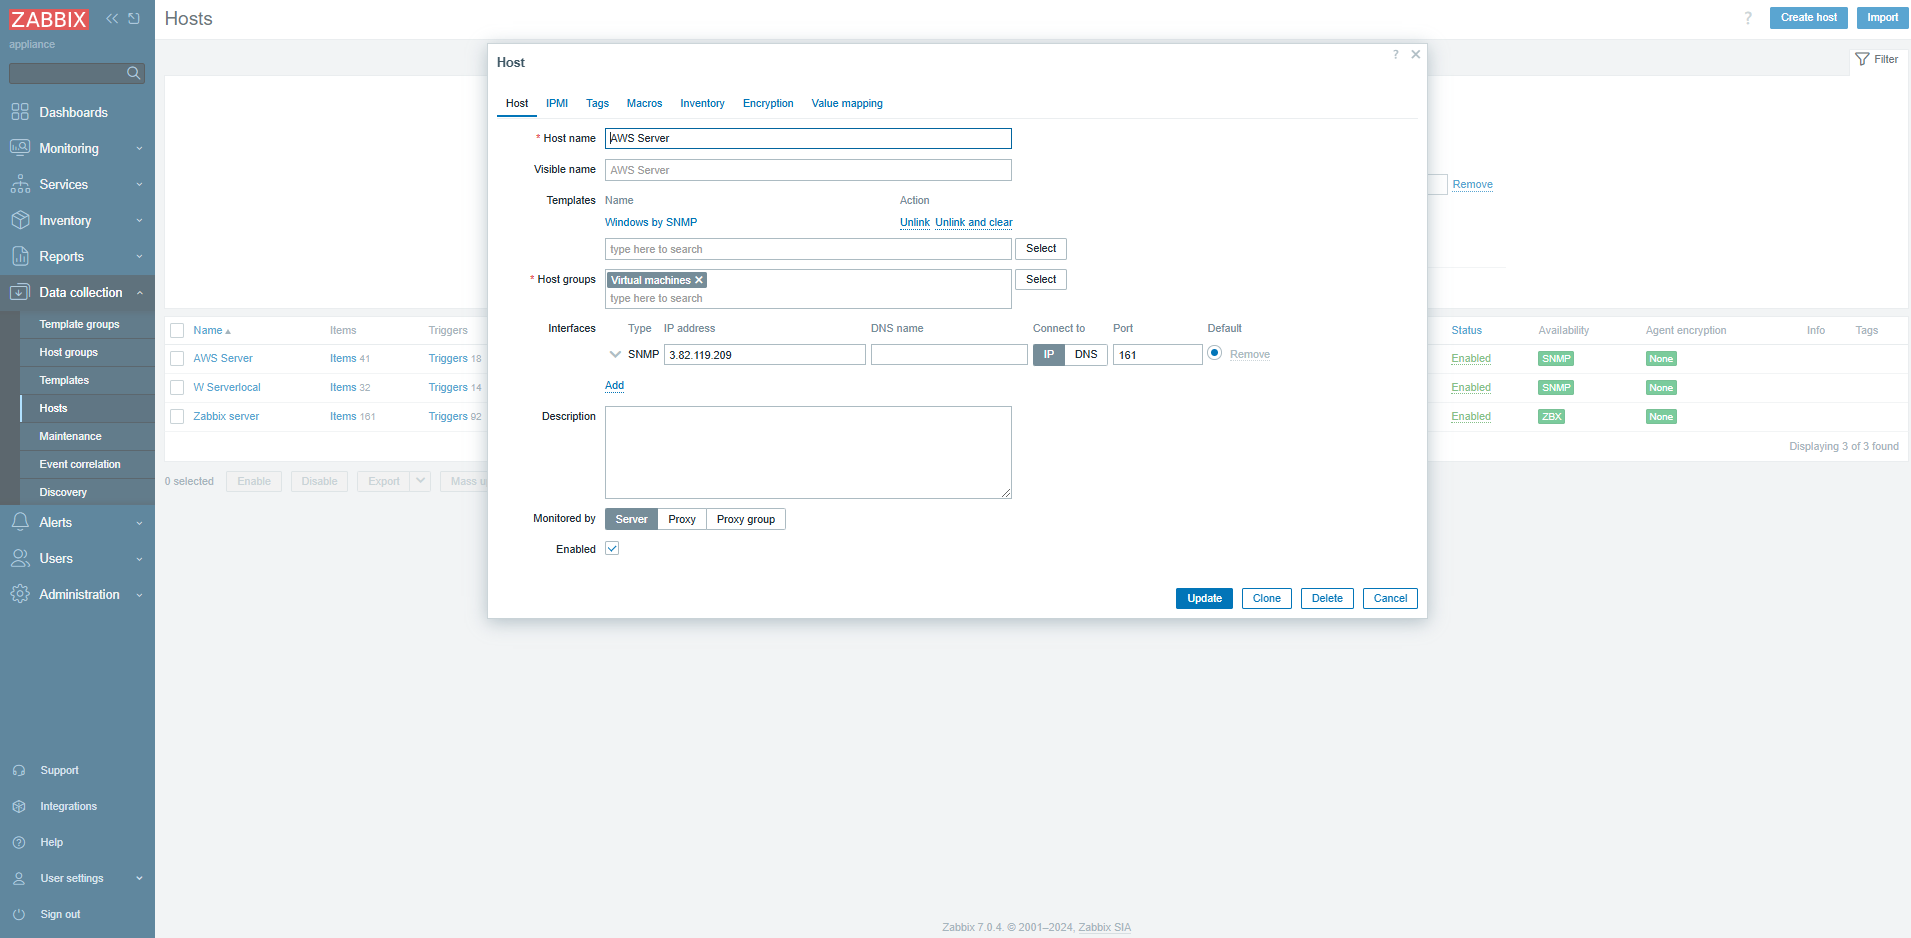 ZABBIX
appliance
Dashboards
Monitoring
Services
Inventory
Reports
Data collection
Template groups
Host groups
Templates
Hosts
Maintenance
Event correlation
Discovery
Alerts
Users
Administration
Support
Integrations
Help
User settings
Sign out
Hosts
? Create host Import
Filter
Remove
Host
?
Host IPMI Tags Macros Inventory Encryption Value mapping
* Host name AWS Server
Visible name AWS Server
Templates Name Action
Windows by SNMP Unlink Unlink and clear
type here to search Select
* Host groups Virtual machines Select
type here to search
Interfaces Type IP address DNS name Connect to Port Default
SNMP 3.82.119.209 IP DNS 161 Remove
Add
Description
Monitored by Server Proxy Proxy group
Enabled
Update Clone Delete Cancel
Name Items Triggers Status Availability Agent encryption Info Tags
AWS Server Items 41 Triggers 18 Enabled SNMP None
W Serverlocal Items 32 Triggers 14 Enabled SNMP None
Zabbix server Items 161 Triggers 92 Enabled ZBX None
Displaying 3 of 3 found
0 selected Enable Disable Export Mass u
Zabbix 7.0.4. © 2001–2024, Zabbix SIA